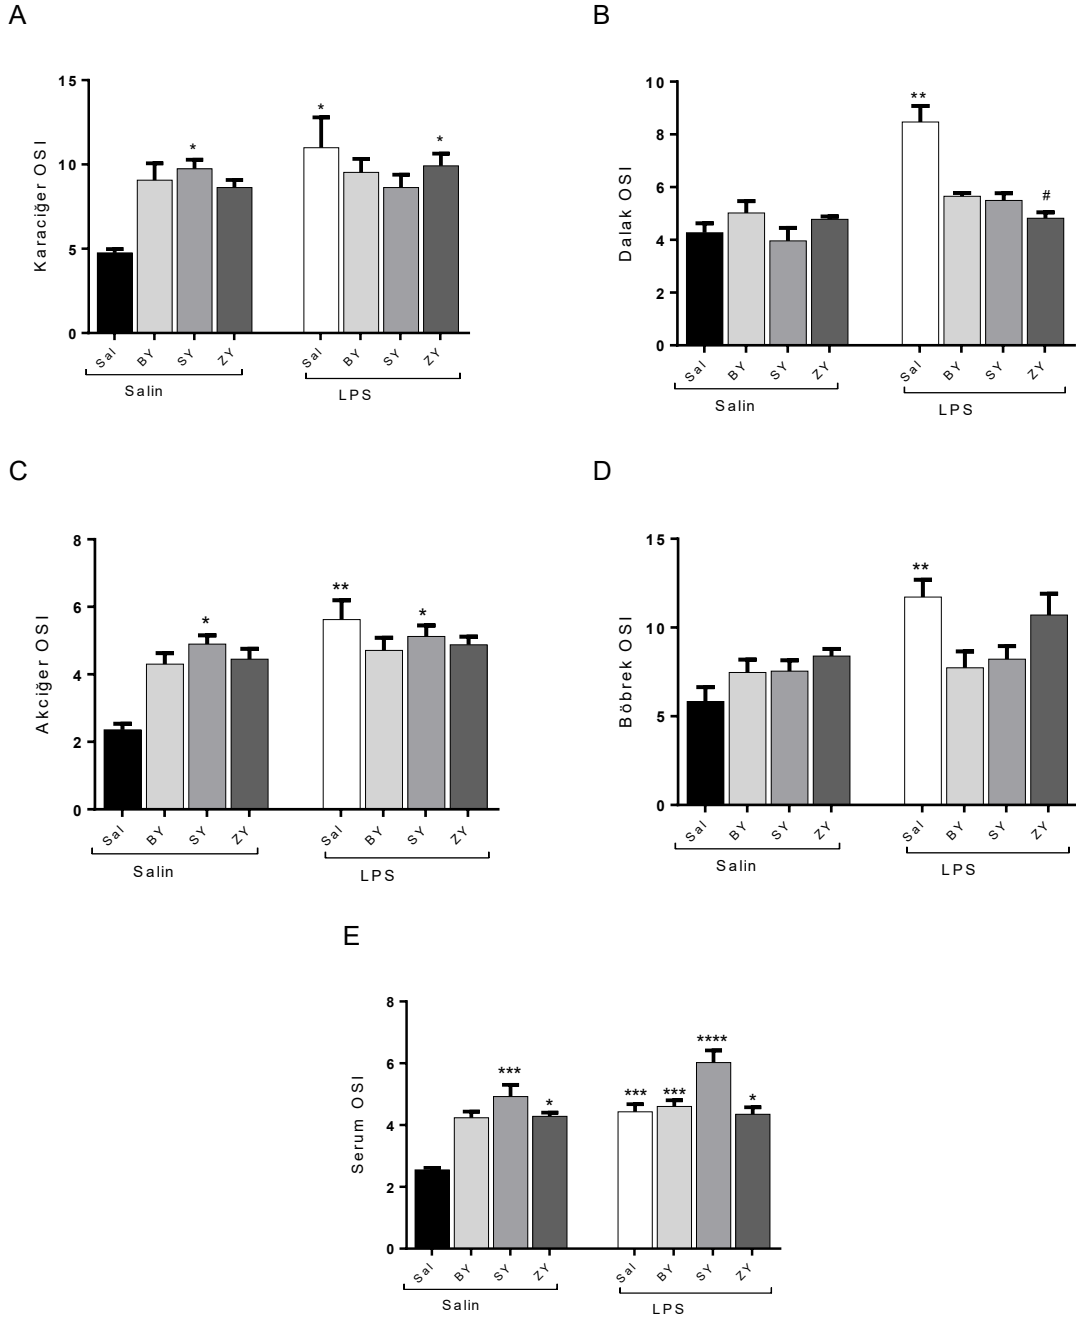 A
Karaciğer OSI
15
10
5
0
*
*
*
Sal BY SY ZY
Sal BY SY ZY
Salin
LPS
B
Dalak OSI
10
8
6
4
2
0
**
#
Sal BY SY ZY
Sal BY SY ZY
Salin
LPS
C
Akciğer OSI
8
6
4
2
0
*
**
*
Sal BY SY ZY
Sal BY SY ZY
Salin
LPS
D
Böbrek OSI
15
10
5
0
**
Sal BY SY ZY
Sal BY SY ZY
Salin
LPS
E
Serum OSI
8
6
4
2
0
***
*
***
***
****
*
Sal BY SY ZY
Sal BY SY ZY
Salin
LPS